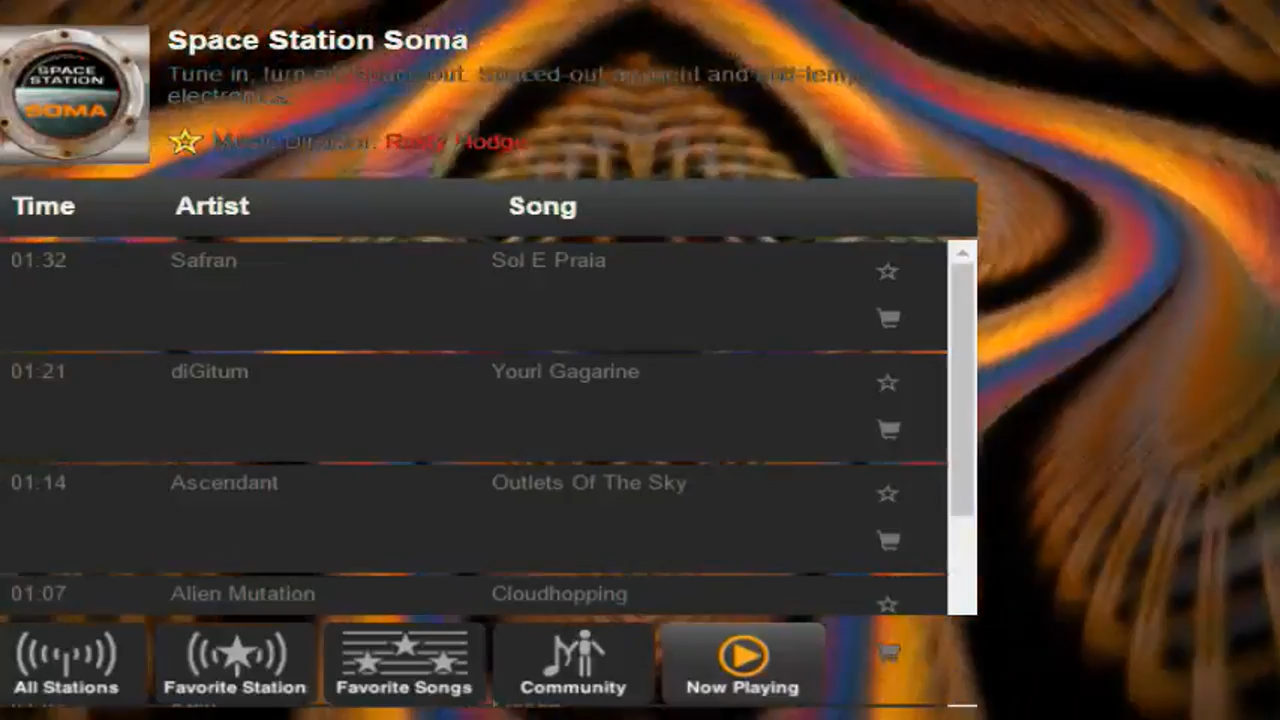 Space Station Soma
SPACE
STATION
SOMA
Tune in, turn on, space out. Spaced-out ambient and mid-tempo
electronica.
Music Director: Rusty Hodge
Time Artist Song
01:32 Safran Sol E Praia
01:21 diGitum Youri Gagarine
01:14 Ascendant Outlets Of The Sky
01:07 Alien Mutation Cloudhopping
All Stations Favorite Station Favorite Songs Community Now Playing